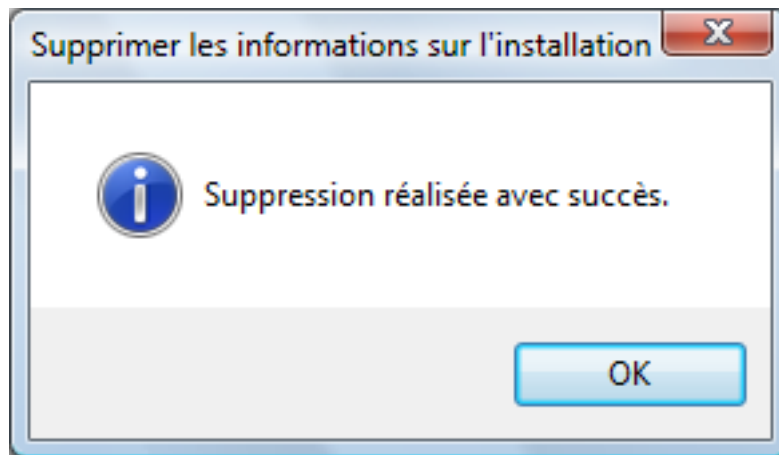 Supprimer les informations sur l'installation
Suppression réalisée avec succès.
OK